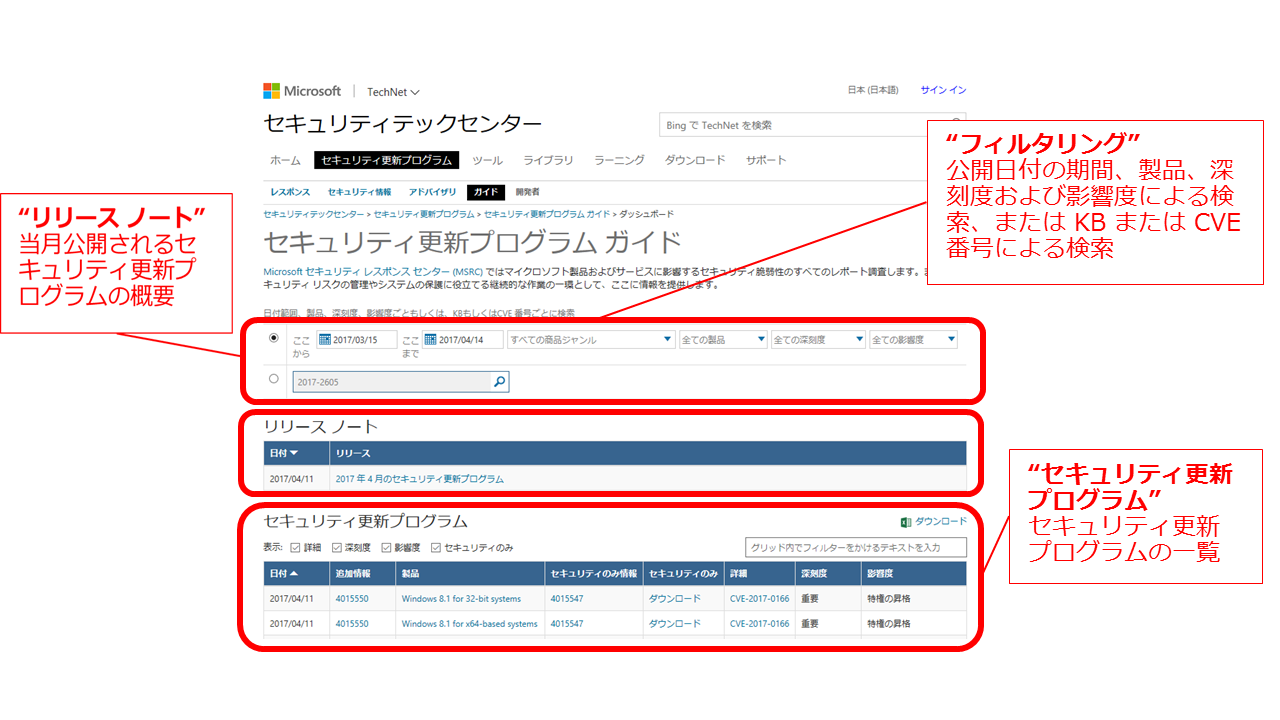 Microsoft
TechNet
日本 (日本語)
サイン イン
セキュリティテックセンター
Bing で TechNet を検索
ホーム
セキュリティ更新プログラム
ツール
ライブラリ
ラーニング
ダウンロード
サポート
レスポンス
セキュリティ情報
アドバイザリ
ガイド
開発者
セキュリティテックセンター > セキュリティ更新プログラム > セキュリティ更新プログラム ガイド > ダッシュボード
セキュリティ更新プログラム ガイド
Microsoft セキュリティ レスポンス センター (MSRC) ではマイクロソフト製品およびサービスに影響するセキュリティ脆弱性のすべてのレポート調査します。
キュリティ リスクの管理やシステムの保護に役立てる継続的な作業の一環として、ここに情報を提供します。
“フィルタリング”
公開日付の期間、製品、深
刻度および影響度による検
索、または KB または CVE
番号による検索
“リリース ノート”
当月公開されるセ
キュリティ更新プ
ログラムの概要
日付範囲、製品、深刻度、影響度ごともしくは、KBもしくはCVE 番号ごとに検索
ここ
から
2017/03/15
ここ
まで
2017/04/14
すべての商品ジャンル
全ての製品
全ての深刻度
全ての影響度
2017-2605
リリース ノート
日付 リリース
2017/04/11 2017 年 4 月のセキュリティ更新プログラム
“セキュリティ更新
プログラム”
セキュリティ更新
プログラムの一覧
セキュリティ更新プログラム
ダウンロード
表示: 詳細 深刻度 影響度 セキュリティのみ
グリッド内でフィルターをかけるテキストを入力
日付 追加情報 製品 セキュリティのみ情報 セキュリティのみ 詳細 深刻度 影響度
2017/04/11 4015550 Windows 8.1 for 32-bit systems 4015547 ダウンロード CVE-2017-0166 重要 特権の昇格
2017/04/11 4015550 Windows 8.1 for x64-based systems 4015547 ダウンロード CVE-2017-0166 重要 特権の昇格